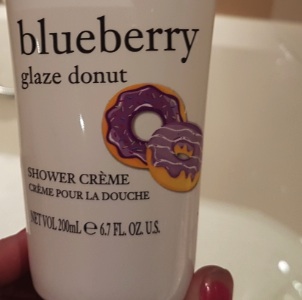 blueberry
glaze donut
SHOWER CRÈME
CRÈME POUR LA DOUCHE
NET VOL 200mL ℮ 6.7 FL. OZ. U.S.